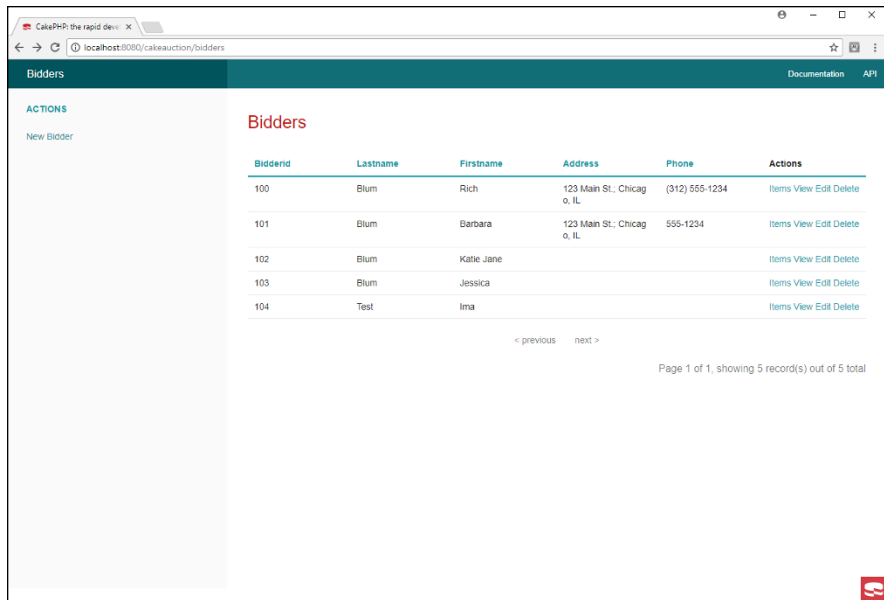 CakePHP: the rapid deve
localhost:8080/cakeauction/bidders
Bidders Documentation API
ACTIONS
New Bidder
Bidders
Bidderid Lastname Firstname Address Phone Actions
100 Blum Rich 123 Main St.; Chicag (312) 555-1234 Items View Edit Delete
o, IL
101 Blum Barbara 123 Main St.; Chicag 555-1234 Items View Edit Delete
o, IL
102 Blum Katie Jane Items View Edit Delete
103 Blum Jessica Items View Edit Delete
104 Test Ima Items View Edit Delete
< previous next >
Page 1 of 1, showing 5 record(s) out of 5 total